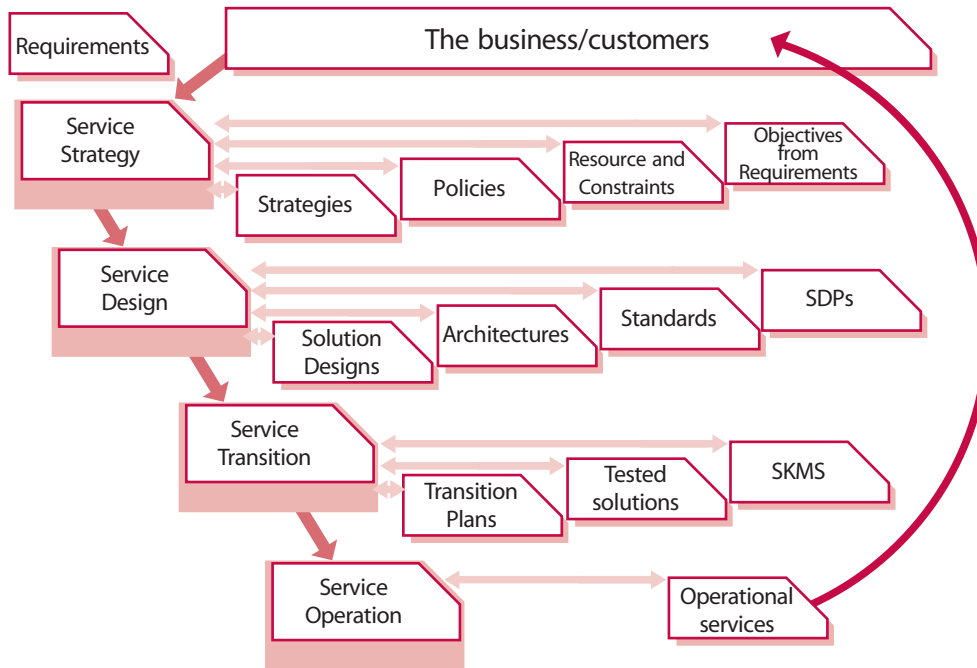 Requirements
The business/customers
Service
Strategy
Strategies
Policies
Resource and
Constraints
Objectives
from
Requirements
Service
Design
Solution
Designs
Architectures
Standards
SDPs
Service
Transition
Transition
Plans
Tested
solutions
SKMS
Service
Operation
Operational
services